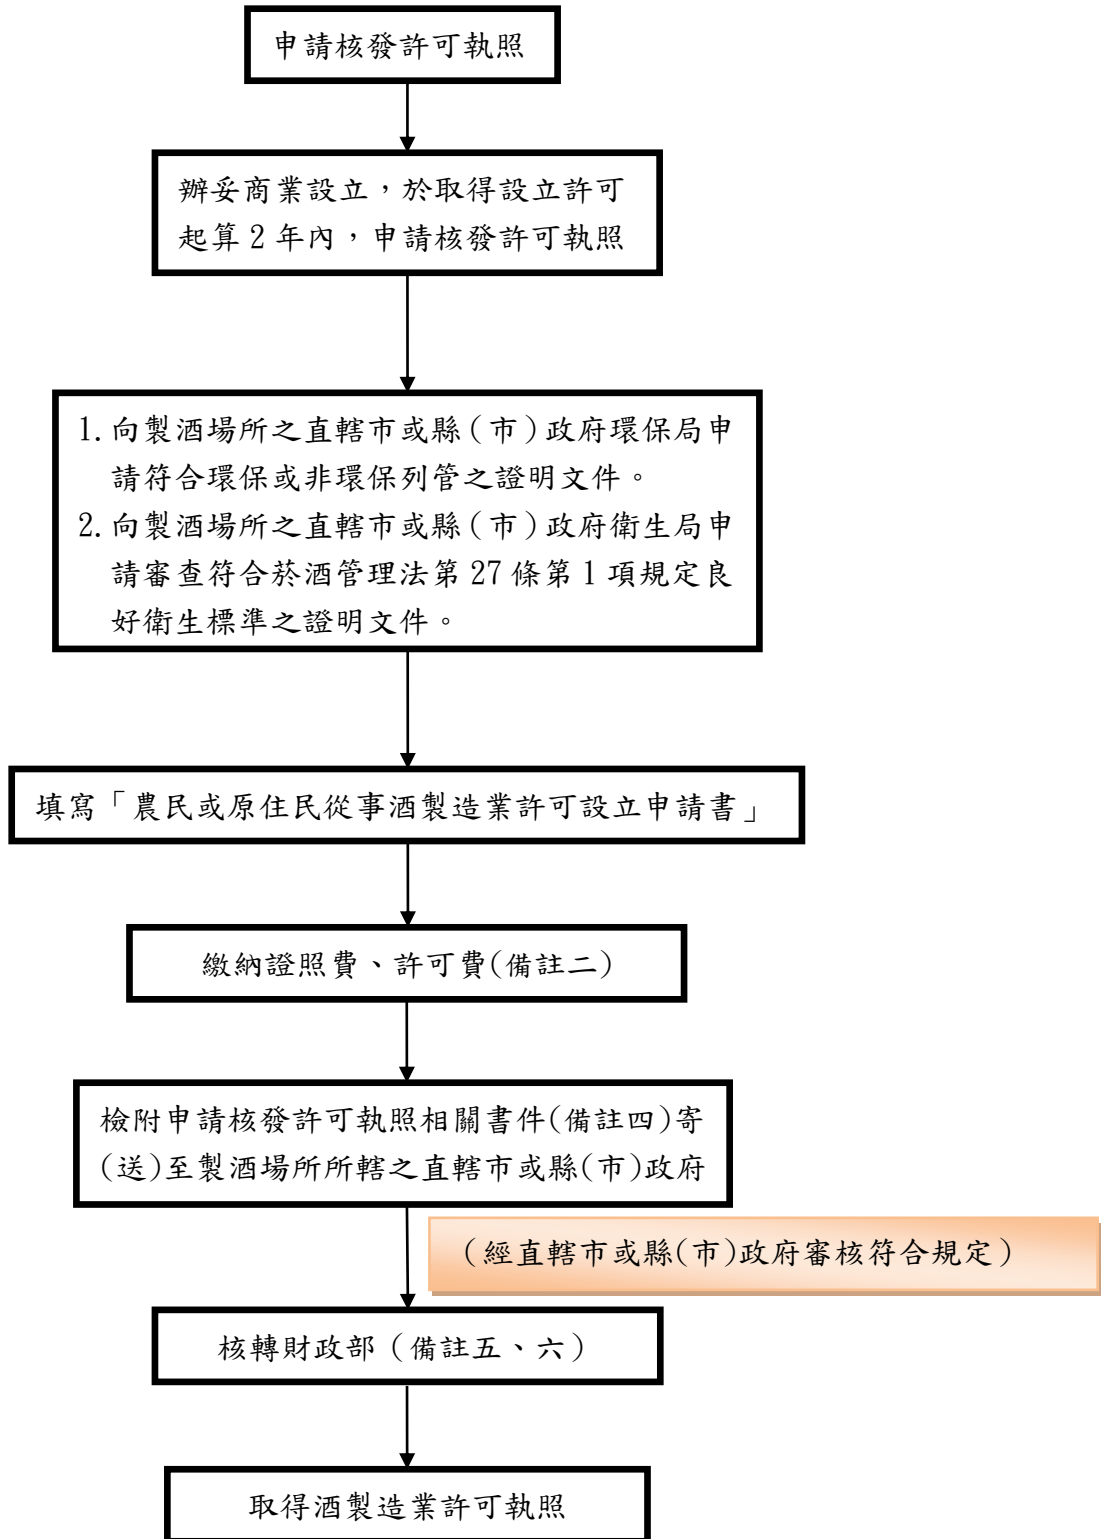 申請核發許可執照
辦妥商業設立，於取得設立許可
起算 2 年內，申請核發許可執照
1. 向製酒場所之直轄市或縣（市）政府環保局申
請符合環保或非環保列管之證明文件。
2. 向製酒場所之直轄市或縣（市）政府衛生局申
請審查符合菸酒管理法第 27 條第 1 項規定良
好衛生標準之證明文件。
填寫「農民或原住民從事酒製造業許可設立申請書」
繳納證照費、許可費(備註二)
檢附申請核發許可執照相關書件(備註四)寄
(送)至製酒場所所轄之直轄市或縣(市)政府
（經直轄市或縣(市)政府審核符合規定）
核轉財政部（備註五、六）
取得酒製造業許可執照